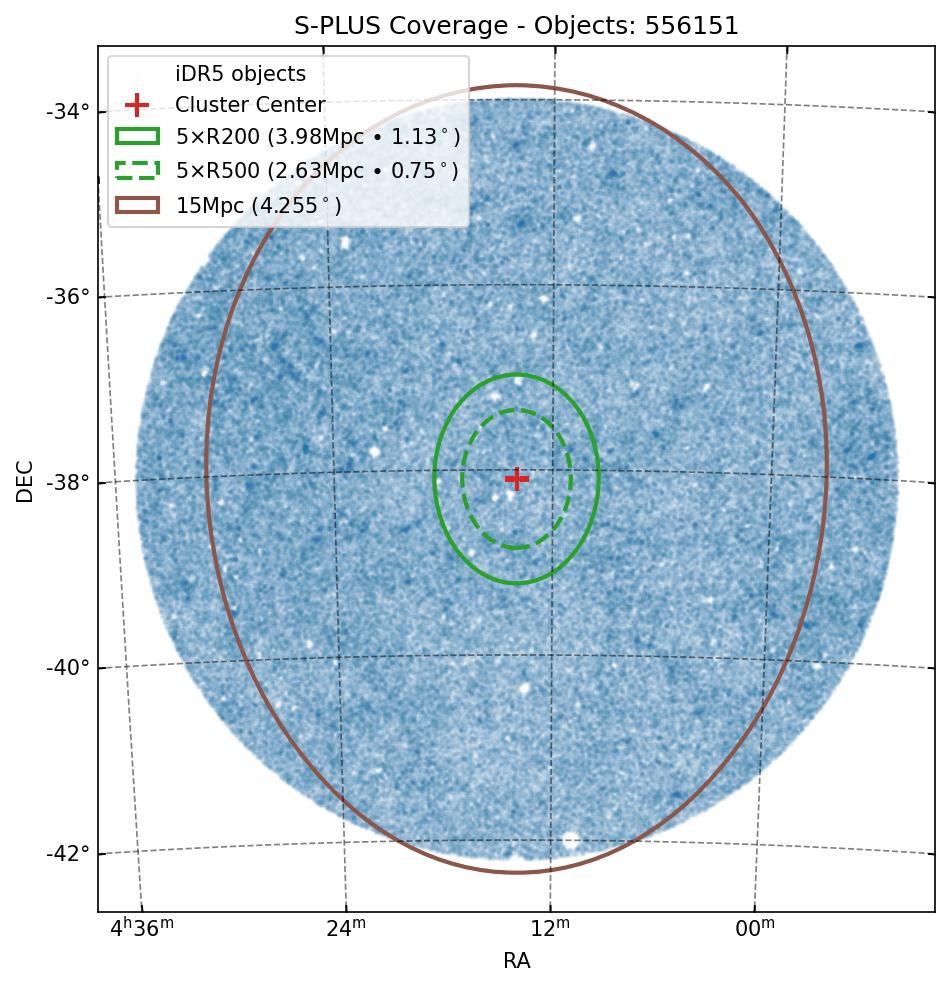 S-PLUS Coverage - Objects: 556151
iDR5 objects
Cluster Center
5×R200 (3.98Mpc • 1.13°)
5×R500 (2.63Mpc • 0.75°)
15Mpc (4.255°)
-34°
-36°
-38°
-40°
-42°
DEC
4ʰ36ᵐ
24ᵐ
12ᵐ
00ᵐ
RA